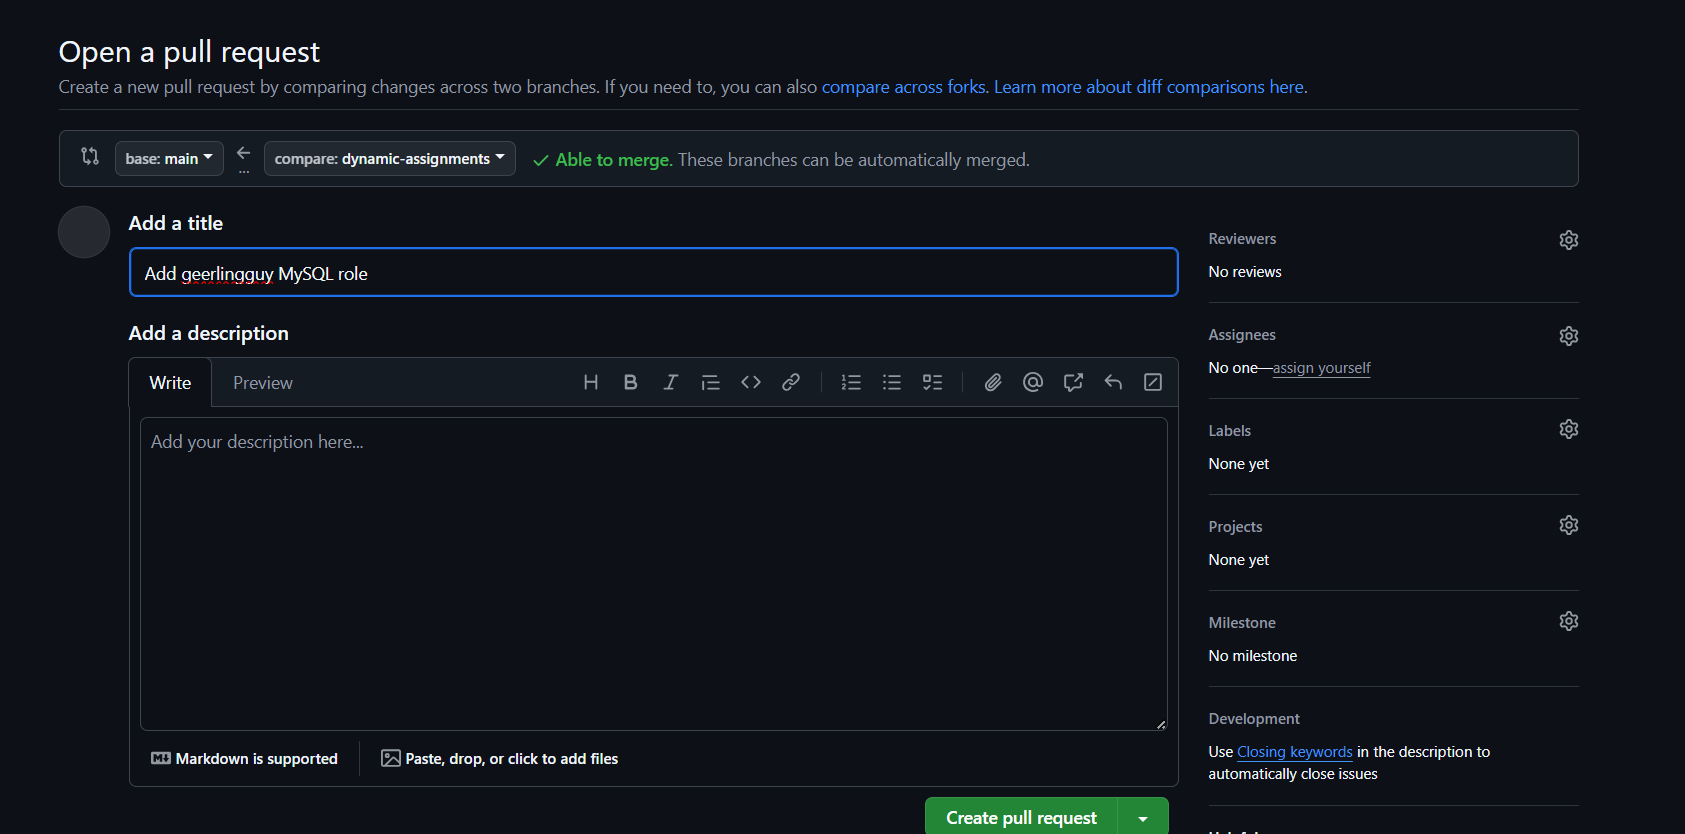 Open a pull request
Create a new pull request by comparing changes across two branches. If you need to, you can also compare across forks. Learn more about diff comparisons here.
base: main
...
compare: dynamic-assignments
Able to merge. These branches can be automatically merged.
Add a title
Add geerlingguy MySQL role
Add a description
Write
Preview
Add your description here...
Markdown is supported
Paste, drop, or click to add files
Create pull request
Reviewers
No reviews
Assignees
No one—assign yourself
Labels
None yet
Projects
None yet
Milestone
No milestone
Development
Use Closing keywords in the description to
automatically close issues